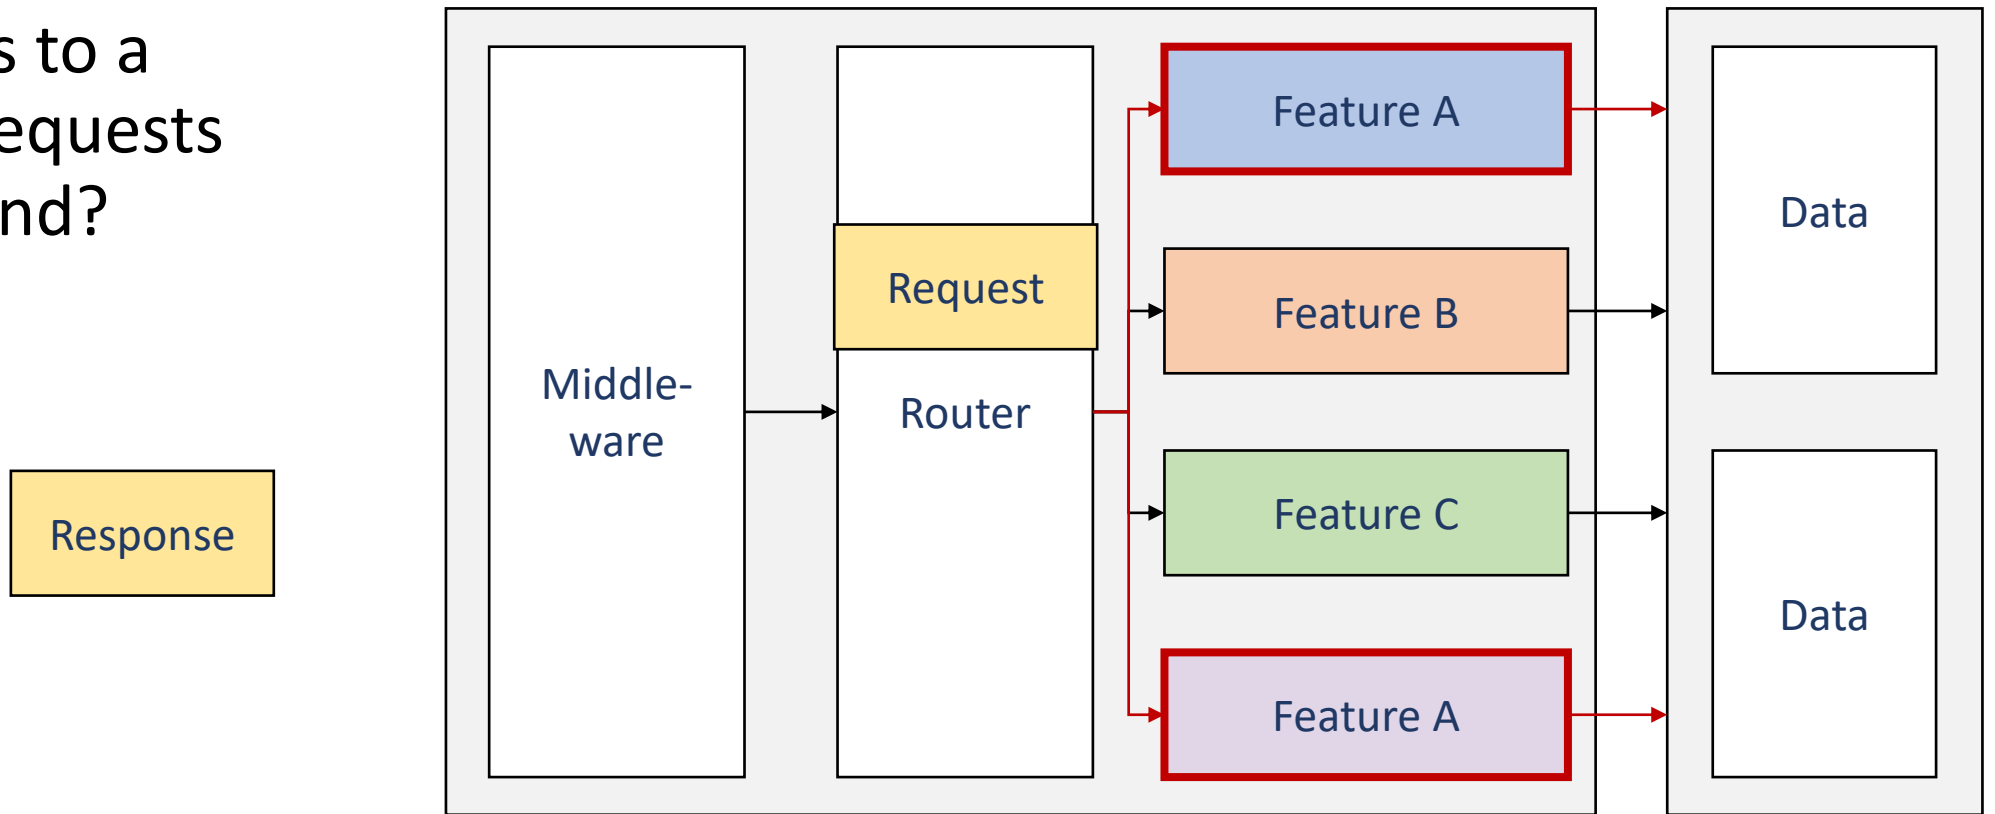 s to a
equests
nd?
Response
Middle-
ware
Request
Router
Feature A
Feature B
Feature C
Feature A
Data
Data